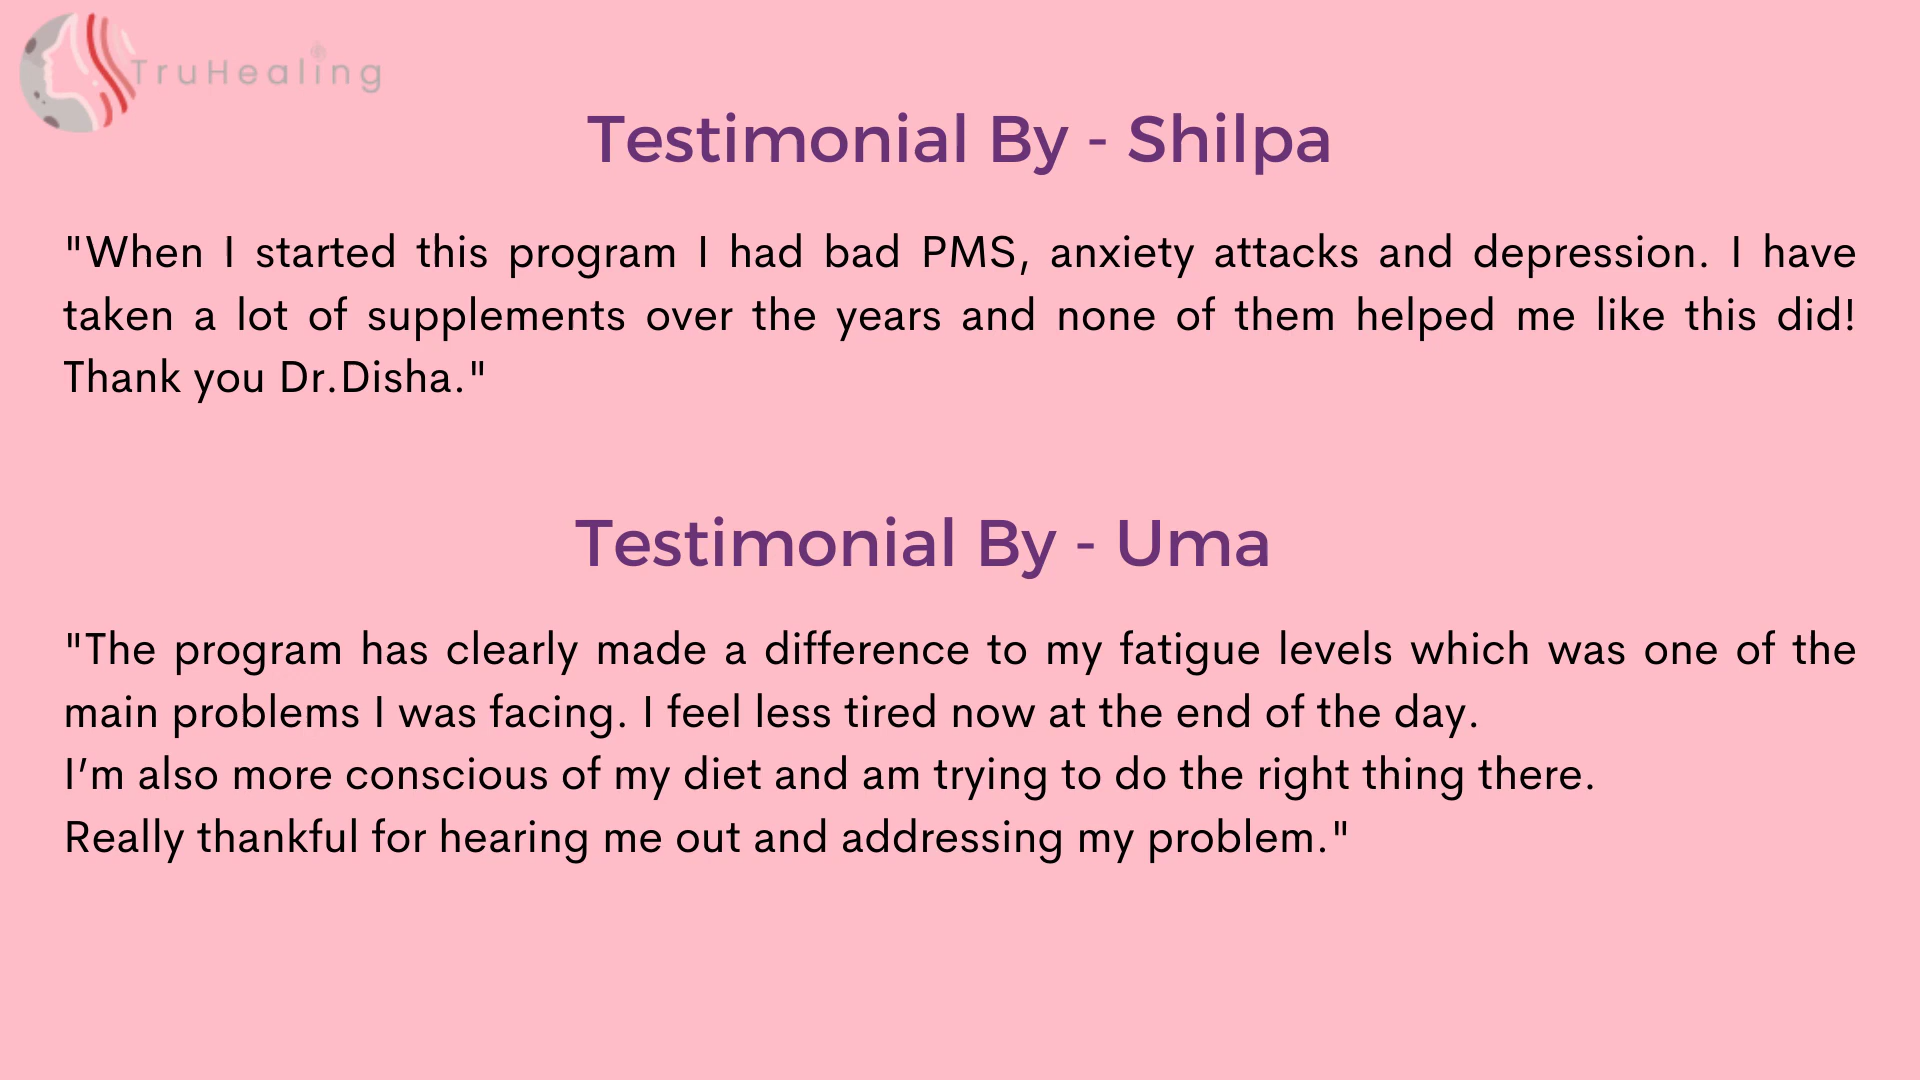 TruHealing
Testimonial By - Shilpa
"When I started this program I had bad PMS, anxiety attacks and depression. I have
taken a lot of supplements over the years and none of them helped me like this did!
Thank you Dr.Disha."
Testimonial By - Uma
"The program has clearly made a difference to my fatigue levels which was one of the
main problems I was facing. I feel less tired now at the end of the day.
I’m also more conscious of my diet and am trying to do the right thing there.
Really thankful for hearing me out and addressing my problem."